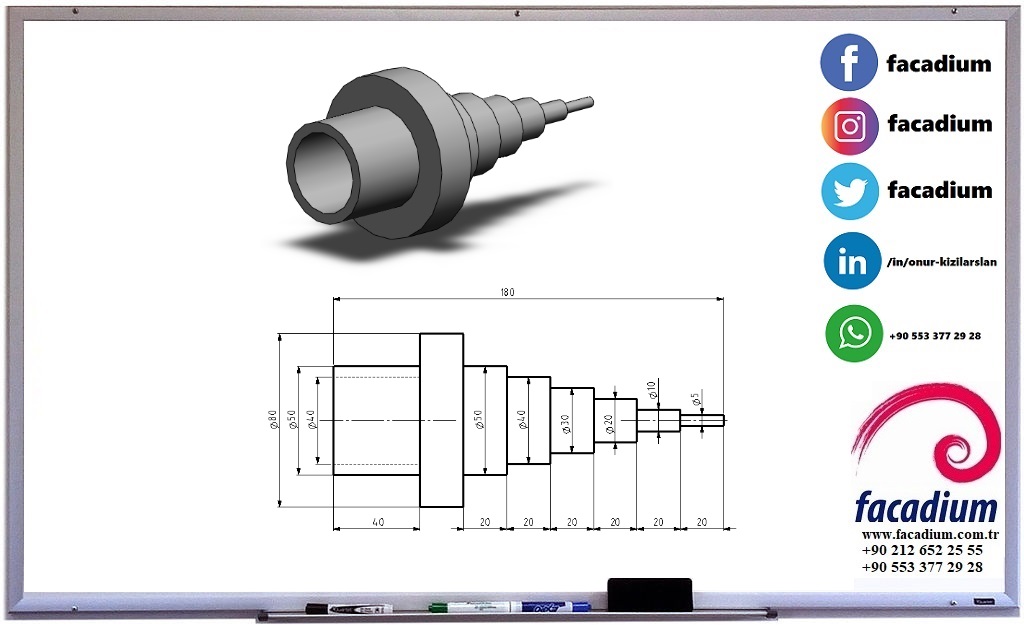 facadium
facadium
facadium
/in/onur-kizilarslan
+90 553 377 29 28
180
Ø80
Ø50
Ø40
Ø50
Ø40
Ø30
Ø20
Ø10
Ø5
40
20
20
20
20
20
20
facadium
www.facadium.com.tr
+90 212 652 25 55
+90 553 377 29 28